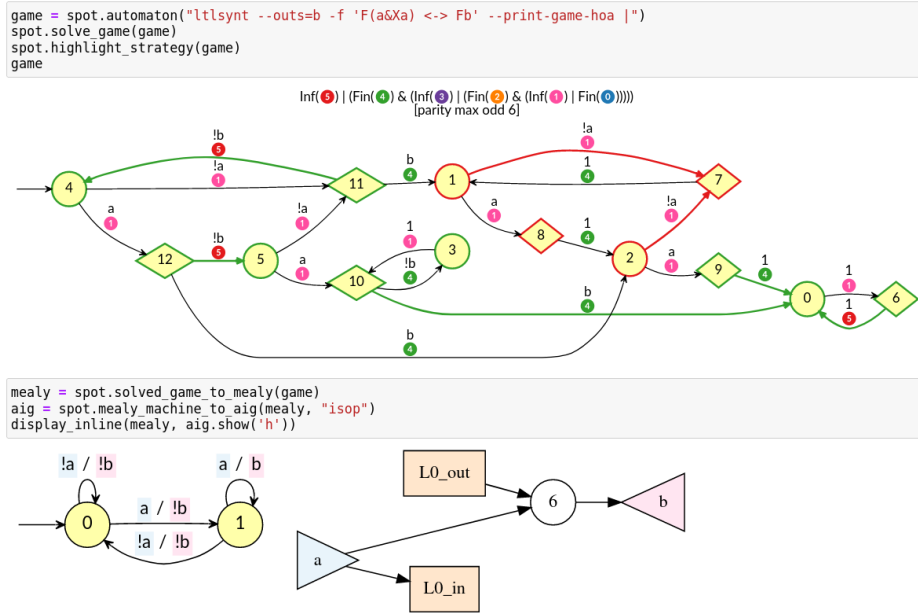 game = spot.automaton("ltlsynt --outs=b -f 'F(a&Xa) <-> Fb' --print-game-hoa |")
spot.solve_game(game)
spot.highlight_strategy(game)
game
Inf(5) | (Fin(4) & (Inf(3) | (Fin(2) & (Inf(1) | Fin(0)))))
[parity max odd 6]
!b
5
!a
1
b
4
!a
1
1
4
4
11
1
7
a
1
!a
1
a
1
8
1
4
!a
1
12
!b
5
5
a
1
10
1
1
!b
4
3
2
a
1
9
1
4
b
4
0
1
1
6
1
5
b
4
mealy = spot.solved_game_to_mealy(game)
aig = spot.mealy_machine_to_aig(mealy, "isop")
display_inline(mealy, aig.show('h'))
!a / !b
a / b
0
a / !b
!a / !b
1
L0_out
6
b
a
L0_in